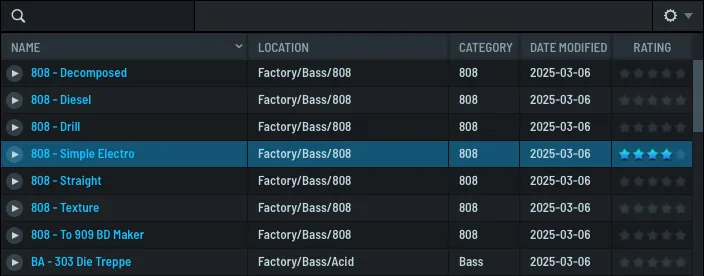 NAME LOCATION CATEGORY DATE MODIFIED RATING
808 - Decomposed Factory/Bass/808 808 2025-03-06
808 - Diesel Factory/Bass/808 808 2025-03-06
808 - Drill Factory/Bass/808 808 2025-03-06
808 - Simple Electro Factory/Bass/808 808 2025-03-06
808 - Straight Factory/Bass/808 808 2025-03-06
808 - Texture Factory/Bass/808 808 2025-03-06
808 - To 909 BD Maker Factory/Bass/808 808 2025-03-06
BA - 303 Die Treppe Factory/Bass/Acid Bass 2025-03-06